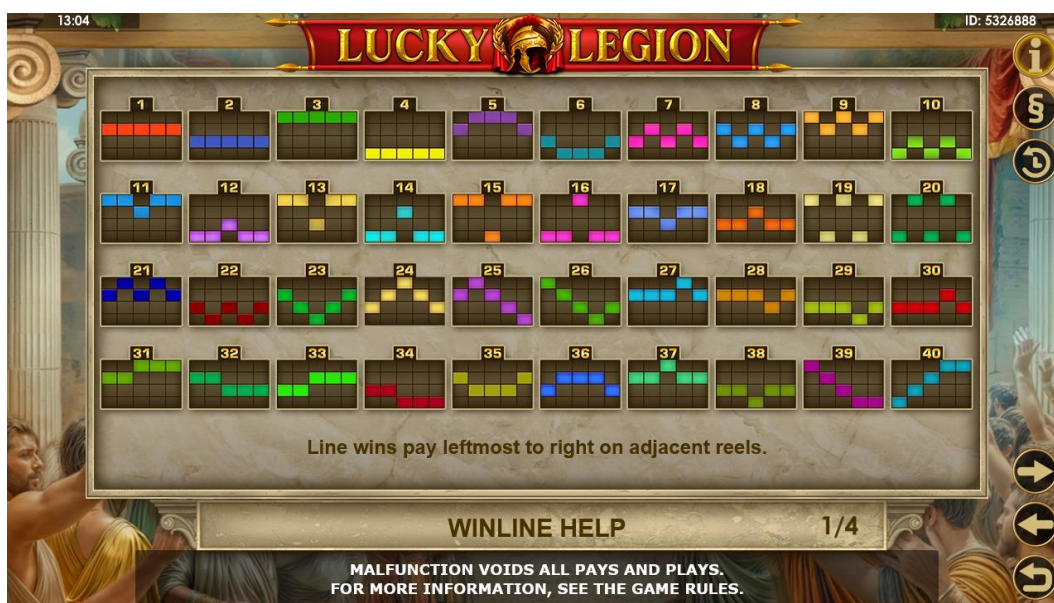 13:04
ID: 5326888
LUCKY LEGION
i
§
1 2 3 4 5 6 7 8 9 10
11 12 13 14 15 16 17 18 19 20
21 22 23 24 25 26 27 28 29 30
31 32 33 34 35 36 37 38 39 40
Line wins pay leftmost to right on adjacent reels.
WINLINE HELP 1/4
MALFUNCTION VOIDS ALL PAYS AND PLAYS.
FOR MORE INFORMATION, SEE THE GAME RULES.